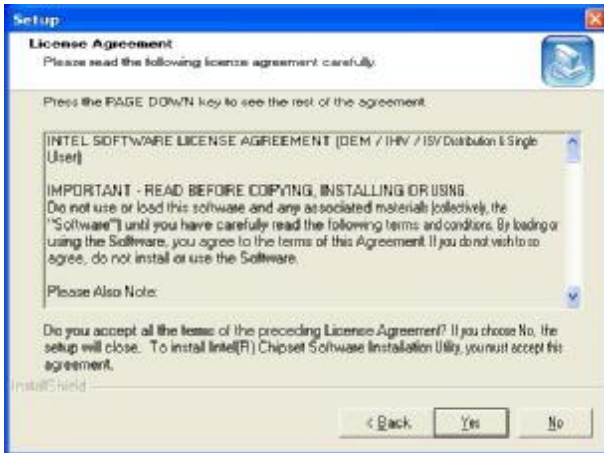 Setup
License Agreement
Please read the following license agreement carefully.
Press the PAGE DOWN key to see the rest of the agreement.
INTEL SOFTWARE LICENSE AGREEMENT (OEM / IHV / ISV Distribution & Single
User)
IMPORTANT - READ BEFORE COPYING, INSTALLING OR USING.
Do not use or load this software and any associated materials (collectively, the
"Software") until you have carefully read the following terms and conditions. By loading or
using the Software, you agree to the terms of this Agreement. If you do not wish to so
agree, do not install or use the Software.
Please Also Note:
Do you accept all the terms of the preceding License Agreement? If you choose No, the
setup will close. To install Intel(R) Chipset Software Installation Utility, you must accept this
agreement.
InstallShield
< Back
Yes
No